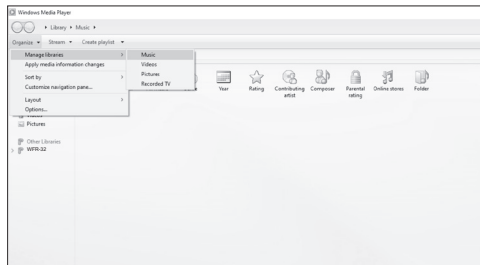 Windows Media Player
Library Music
Organize Stream Create playlist
Manage libraries
Music
Apply media information changes
Videos
Pictures
Sort by
Recorded TV
Customize navigation pane...
Year
Rating
Contributing artist
Composer
Parental rating
Online stores
Folder
Layout
Options...
Pictures
Other Libraries
WFR-32